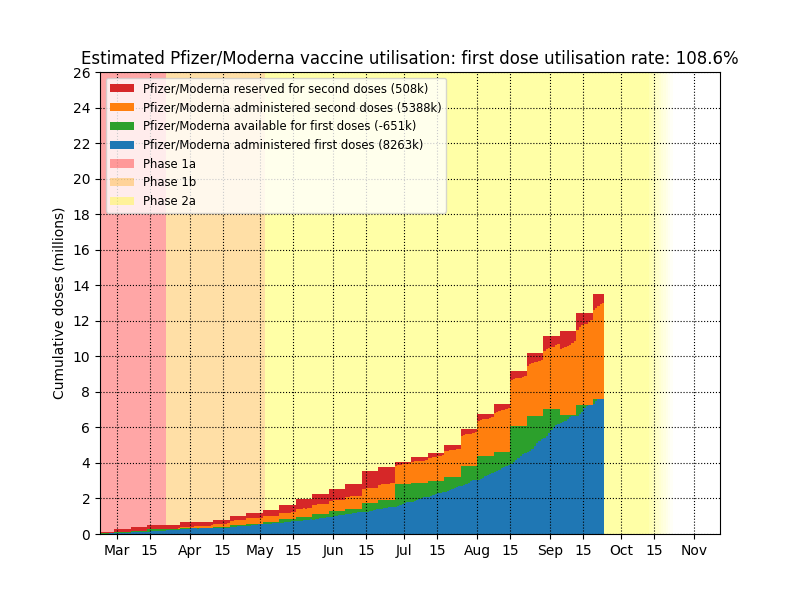 Estimated Pfizer/Moderna vaccine utilisation: first dose utilisation rate: 108.6%
Pfizer/Moderna reserved for second doses (508k)
Pfizer/Moderna administered second doses (5388k)
Pfizer/Moderna available for first doses (-651k)
Pfizer/Moderna administered first doses (8263k)
Phase 1a
Phase 1b
Phase 2a
Cumulative doses (millions)
26
24
22
20
18
16
14
12
10
8
6
4
2
0
Mar 15 Apr 15 May 15 Jun 15 Jul 15 Aug 15 Sep 15 Oct 15 Nov